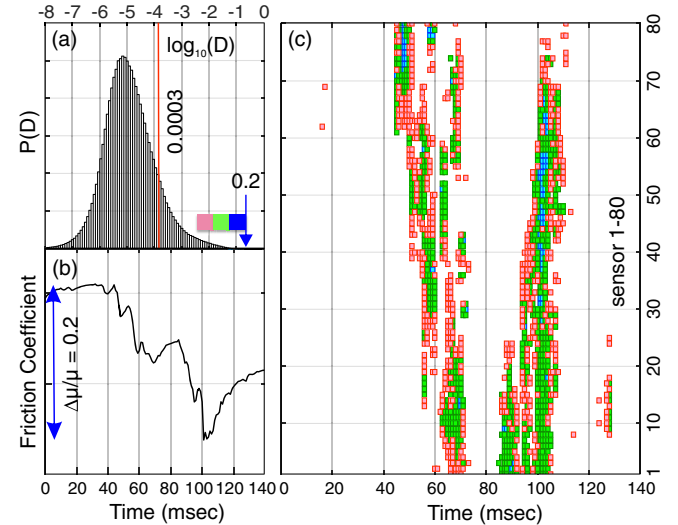 -8 -7 -6 -5 -4 -3 -2 -1 0
(a)
log10(D)
0.0003
0.2
P(D)
(b)
Friction Coefficient
Δμ/μ = 0.2
0 20 40 60 80 100 120 140
Time (msec)
(c)
80
70
60
50
40
30
20
10
1
sensor 1-80
0 20 40 60 80 100 120 140
Time (msec)